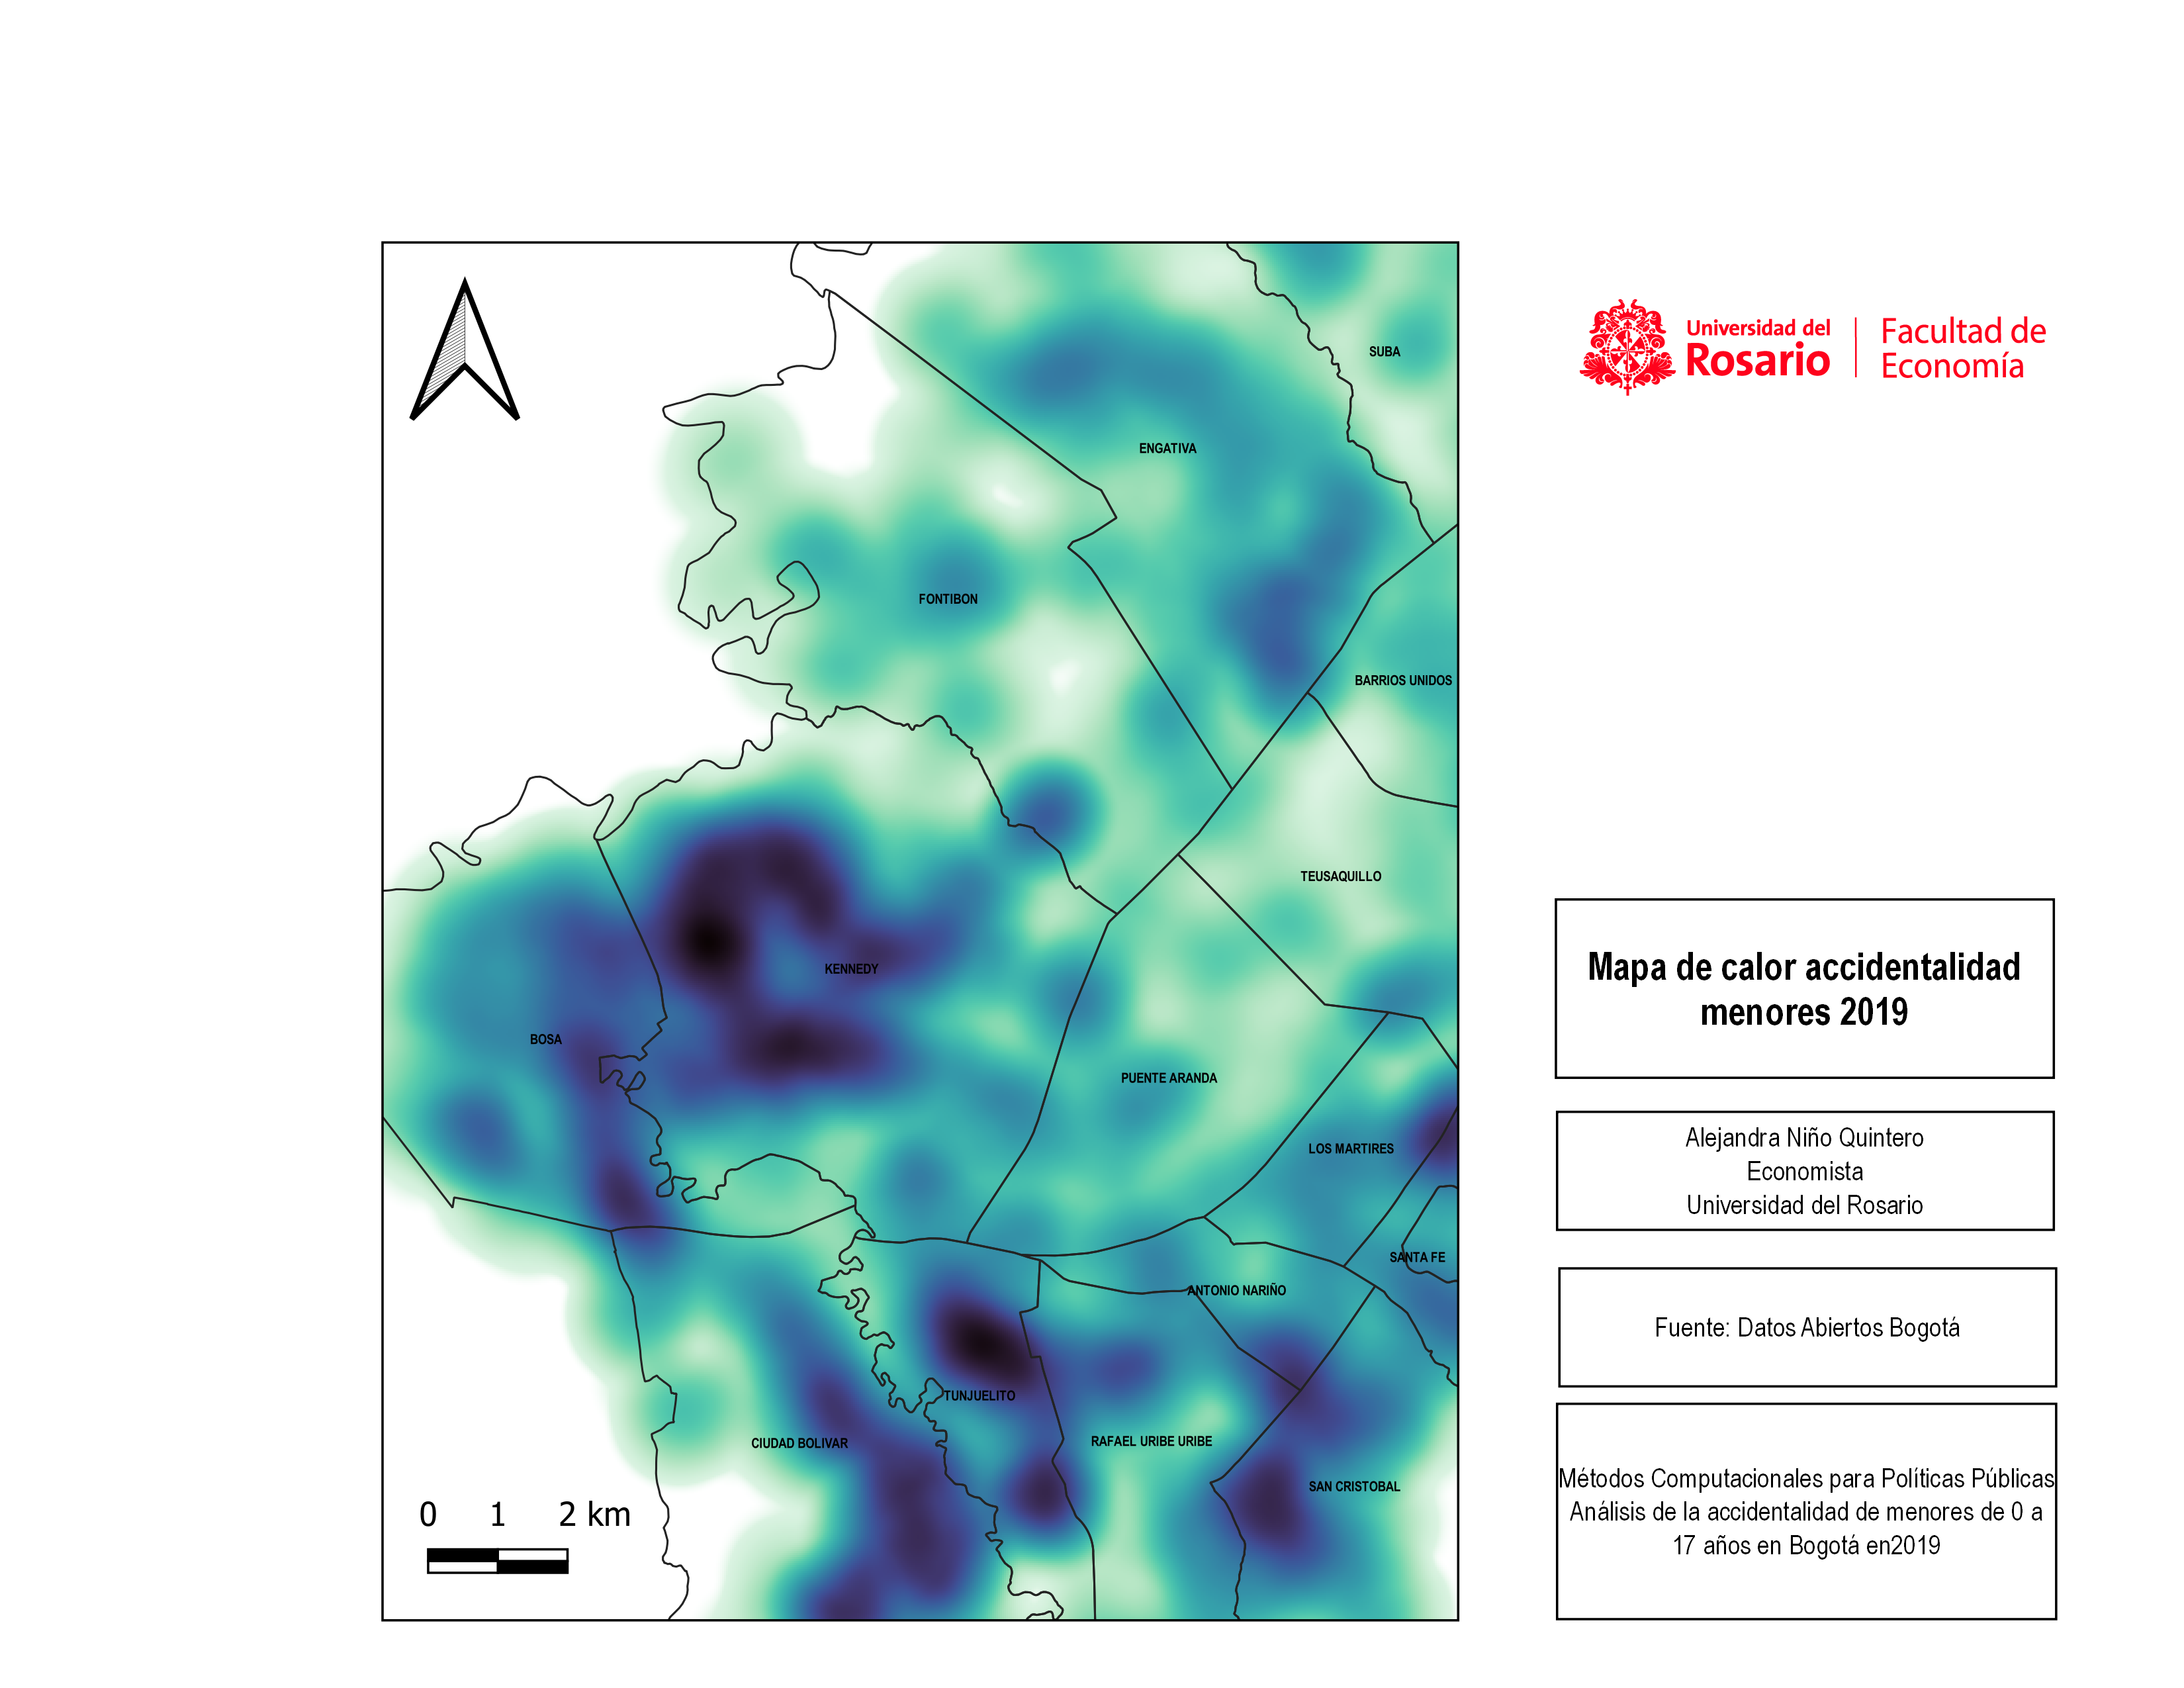 Universidad del
Rosario
Facultad de
Economía
SUBA
ENGATIVA
FONTIBON
BARRIOS UNIDOS
TEUSAQUILLO
KENNEDY
BOSA
PUENTE ARANDA
LOS MARTIRES
SANTA FE
ANTONIO NARIÑO
TUNJUELITO
CIUDAD BOLIVAR
RAFAEL URIBE URIBE
SAN CRISTOBAL
0 1 2 km
Mapa de calor accidentalidad
menores 2019
Alejandra Niño Quintero
Economista
Universidad del Rosario
Fuente: Datos Abiertos Bogotá
Métodos Computacionales para Políticas Públicas
Análisis de la accidentalidad de menores de 0 a
17 años en Bogotá en2019